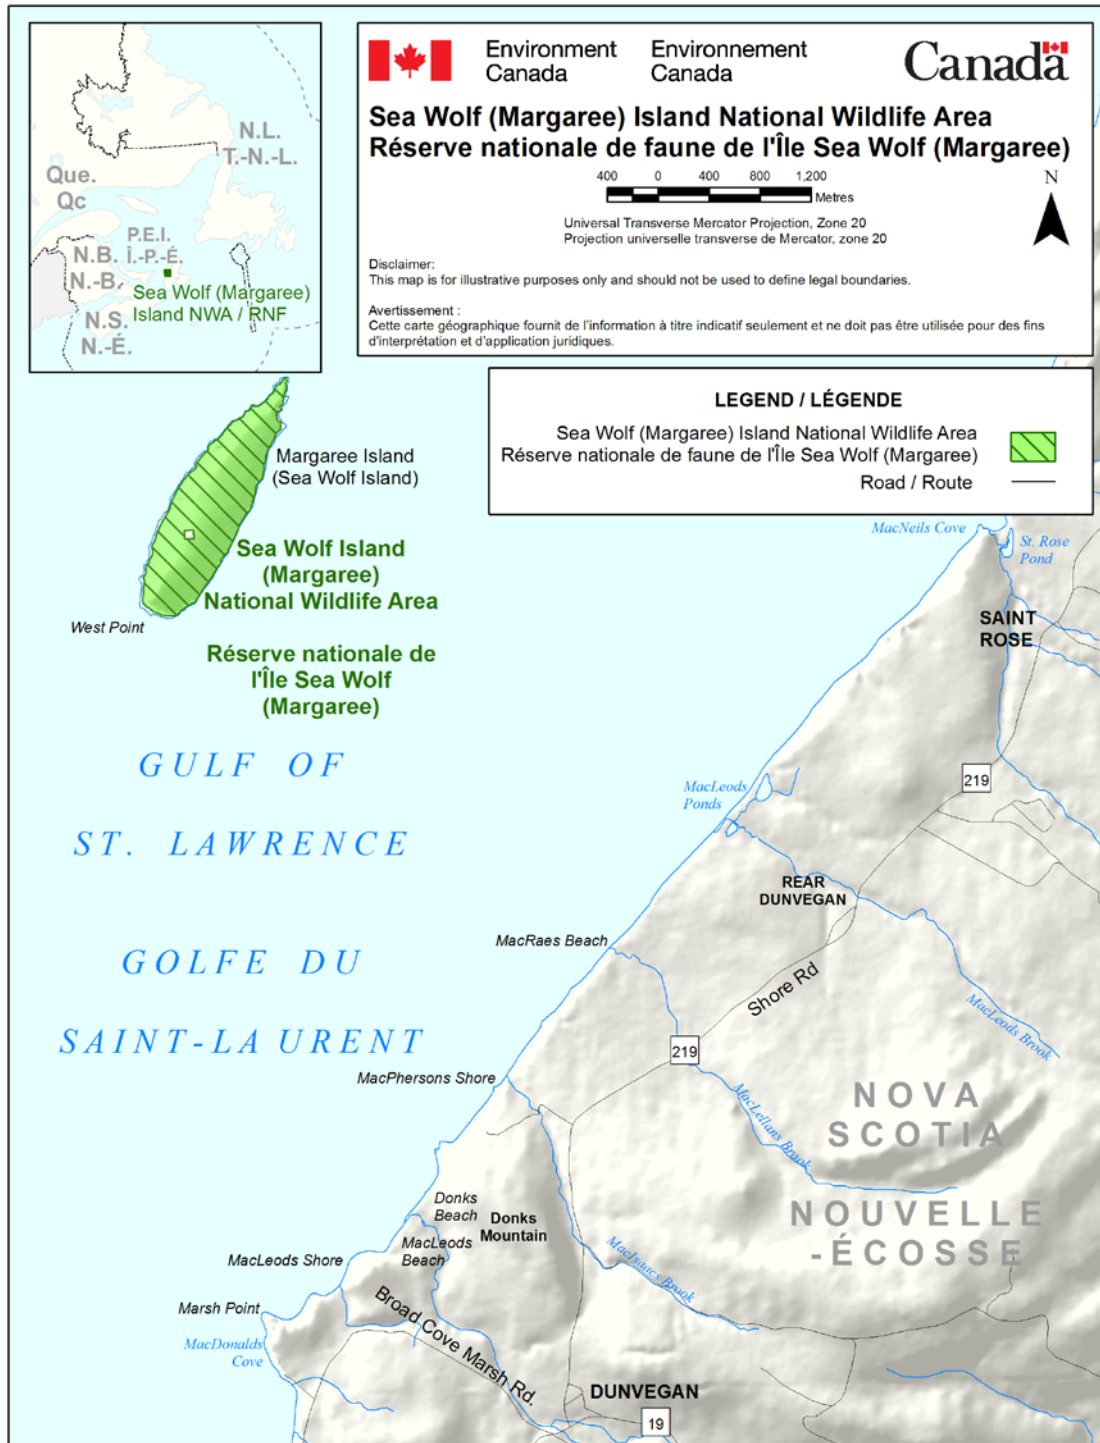 N.L.
T.-N.-L.
Que.
Qc
P.E.I.
Î.-P.-É.
N.B.
N.-B.
Sea Wolf (Margaree)
Island NWA / RNF
N.S.
N.-É.
Environment
Canada
Environnement
Canada
Canada
Sea Wolf (Margaree) Island National Wildlife Area
Réserve nationale de faune de l'Île Sea Wolf (Margaree)
400 0 400 800 1,200
Metres
N
Universal Transverse Mercator Projection, Zone 20
Projection universelle transverse de Mercator, zone 20
Disclaimer:
This map is for illustrative purposes only and should not be used to define legal boundaries.
Avertissement :
Cette carte géographique fournit de l'information à titre indicatif seulement et ne doit pas être utilisée pour des fins
d'interprétation et d'application juridiques.
LEGEND / LÉGENDE
Sea Wolf (Margaree) Island National Wildlife Area
Réserve nationale de faune de l'Île Sea Wolf (Margaree)
Road / Route
Margaree Island
(Sea Wolf Island)
Sea Wolf Island
(Margaree)
National Wildlife Area
West Point
Réserve nationale de
l'Île Sea Wolf
(Margaree)
MacNeils Cove
St. Rose
Pond
SAINT
ROSE
GULF OF
ST. LAWRENCE
GOLFE DU
SAINT-LAURENT
219
MacLeods
Ponds
REAR
DUNVEGAN
MacRaes Beach
Shore Rd
MacLeods Brook
219
MacPhersons Shore
MacLellans Brook
NOVA
SCOTIA
NOUVELLE
-ÉCOSSE
Donks
Beach
Donks
Mountain
MacLeods
Beach
MacLeods Shore
MacIsaacs Brook
Marsh Point
Broad Cove Marsh Rd.
MacDonalds
Cove
DUNVEGAN
19